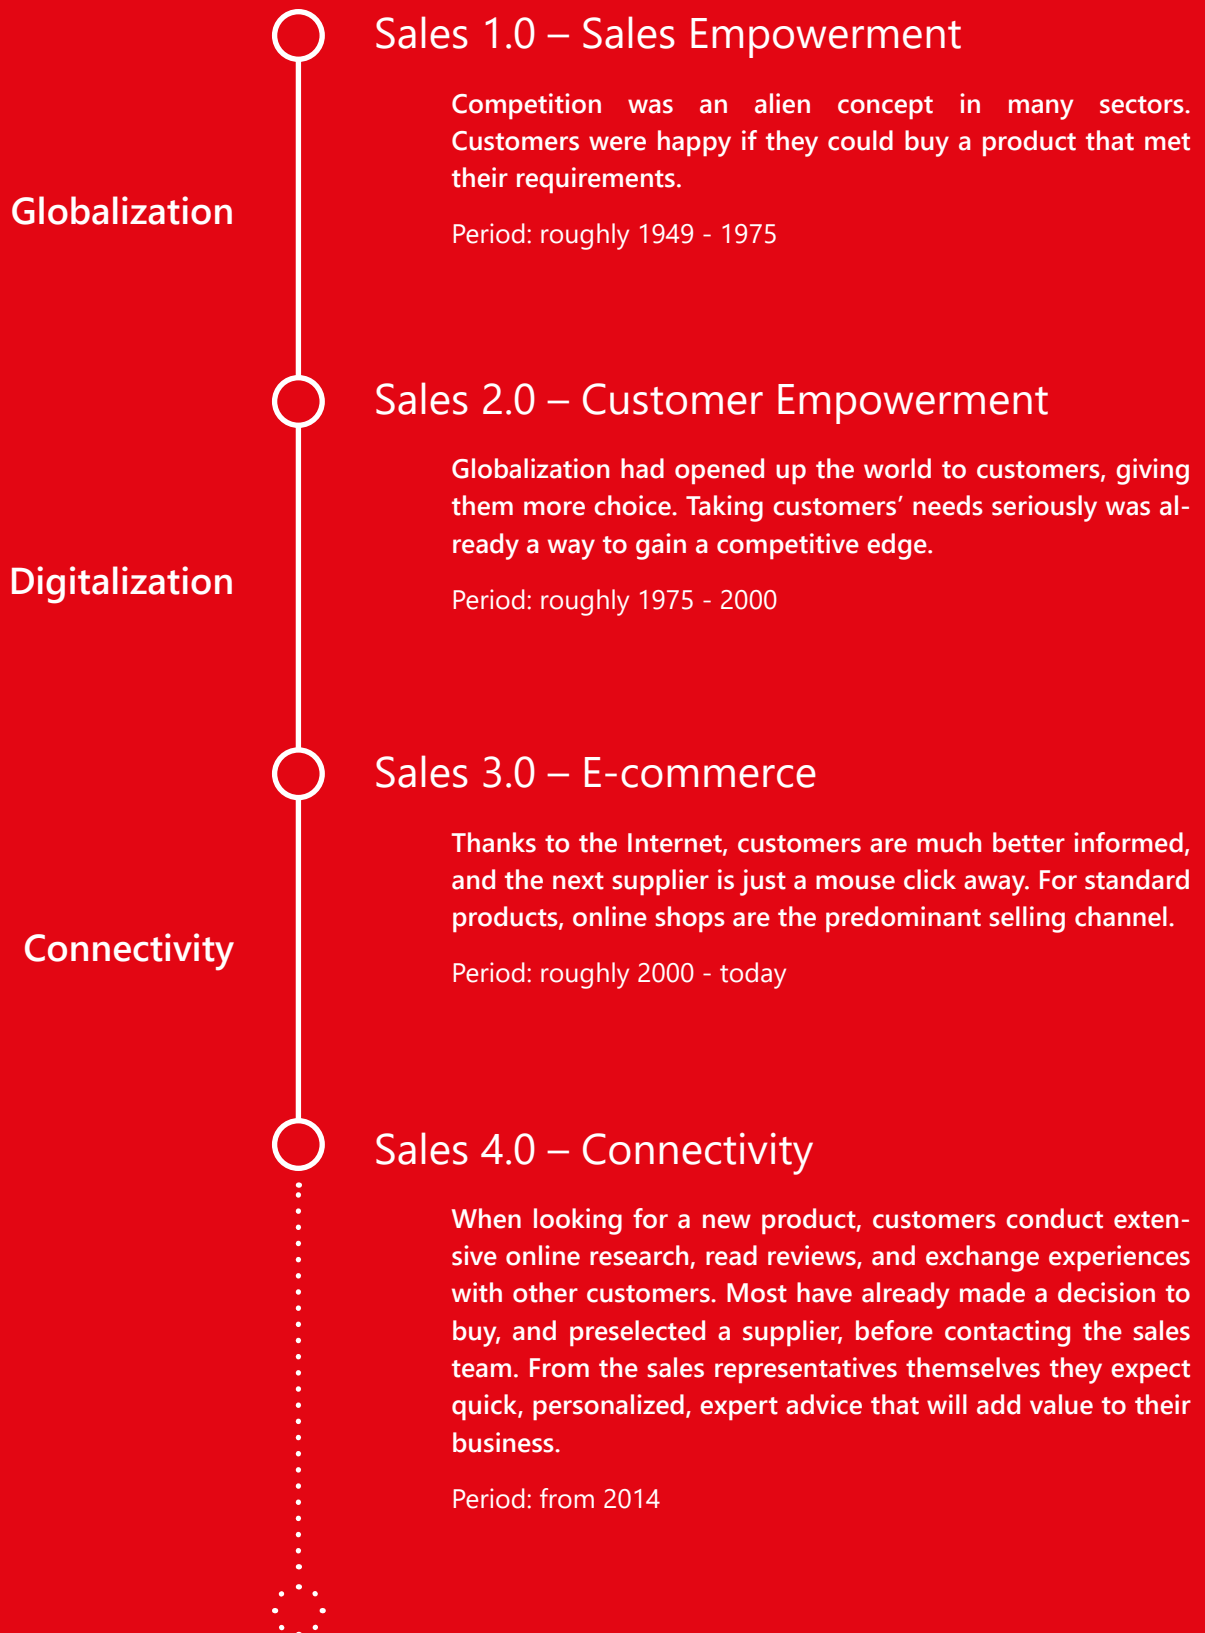 Sales 1.0 – Sales Empowerment
Competition was an alien concept in many sectors.
Customers were happy if they could buy a product that met
their requirements.
Globalization
Period: roughly 1949 - 1975
Sales 2.0 – Customer Empowerment
Globalization had opened up the world to customers, giving
them more choice. Taking customers’ needs seriously was al-
ready a way to gain a competitive edge.
Digitalization
Period: roughly 1975 - 2000
Sales 3.0 – E-commerce
Thanks to the Internet, customers are much better informed,
and the next supplier is just a mouse click away. For standard
products, online shops are the predominant selling channel.
Connectivity
Period: roughly 2000 - today
Sales 4.0 – Connectivity
When looking for a new product, customers conduct exten-
sive online research, read reviews, and exchange experiences
with other customers. Most have already made a decision to
buy, and preselected a supplier, before contacting the sales
team. From the sales representatives themselves they expect
quick, personalized, expert advice that will add value to their
business.
Period: from 2014